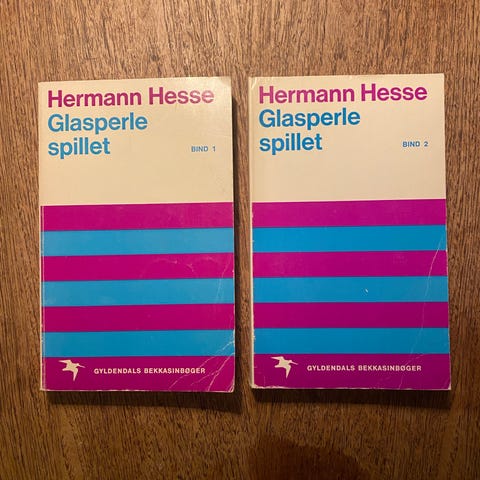 Hermann Hesse
Glasperle
spillet
BIND 1
GYLDENDALS BEKKASINBØGER
Hermann Hesse
Glasperle
spillet
BIND 2
GYLDENDALS BEKKASINBØGER